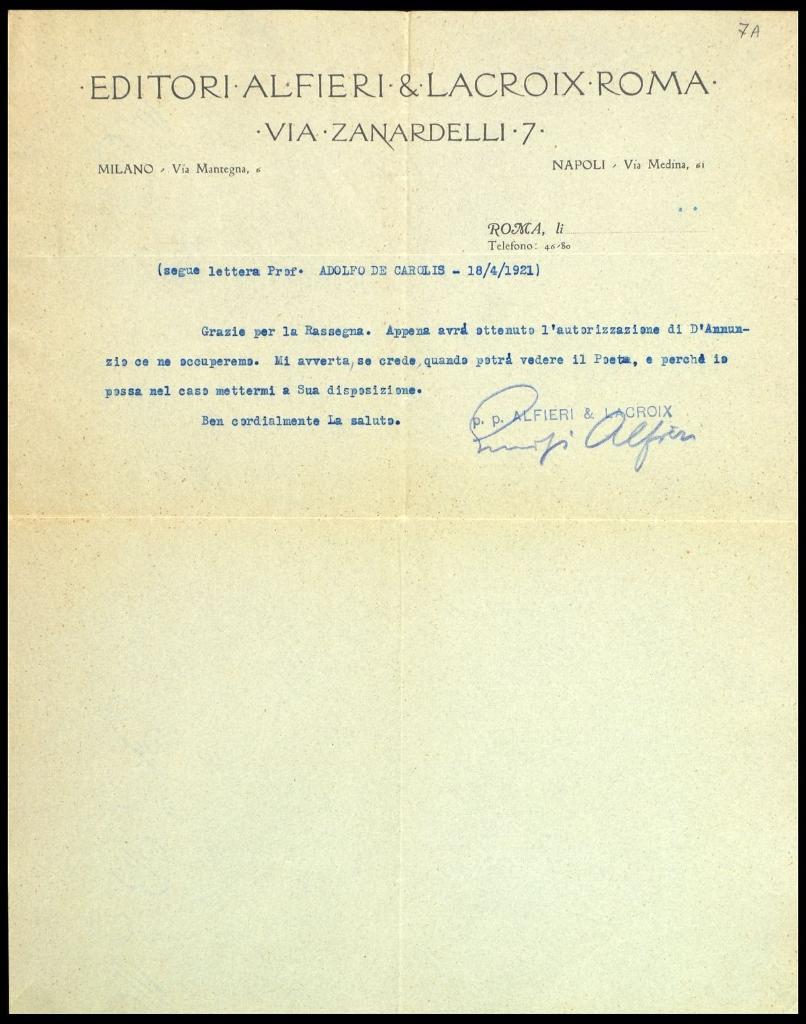 7A
·EDITORI·ALFIERI·&·LACROIX·ROMA·
·VIA·ZANARDELLI·7·
MILANO - Via Mantegna, 6
NAPOLI - Via Medina, 61
ROMA, li
Telefono: 46-80
(segue lettera Prof. ADOLFO DE CAROLIS - 18/4/1921)
Grazie per la Rassegna. Appena avrá ottenuto l'autorizzazione di D'Annun-
zio ce ne occuperemo. Mi avverta, se crede, quando potrá vedere il Poeta, e perché io
possa nel caso mettermi a Sua disposizione.
Ben cordialmente La saluto.
p. p. ALFIERI & LACROIX
Luigi Alfieri